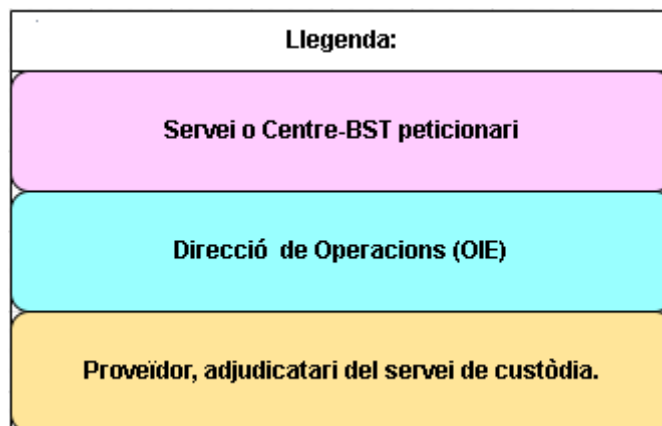 Llegenda:
Servei o Centre-BST peticionari
Direcció de Operacions (OIE)
Proveïdor, adjudicatari del servei de custòdia.